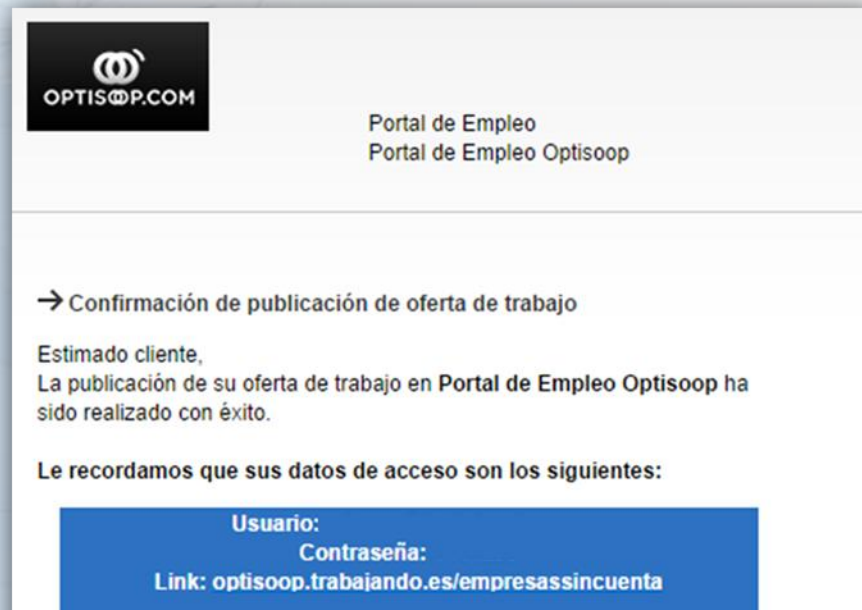 OPTISOOP.COM
Portal de Empleo
Portal de Empleo Optisoop
→ Confirmación de publicación de oferta de trabajo
Estimado cliente,
La publicación de su oferta de trabajo en Portal de Empleo Optisoop ha
sido realizado con éxito.
Le recordamos que sus datos de acceso son los siguientes:
Usuario:
Contraseña:
Link: optisoop.trabajando.es/empresassincuenta